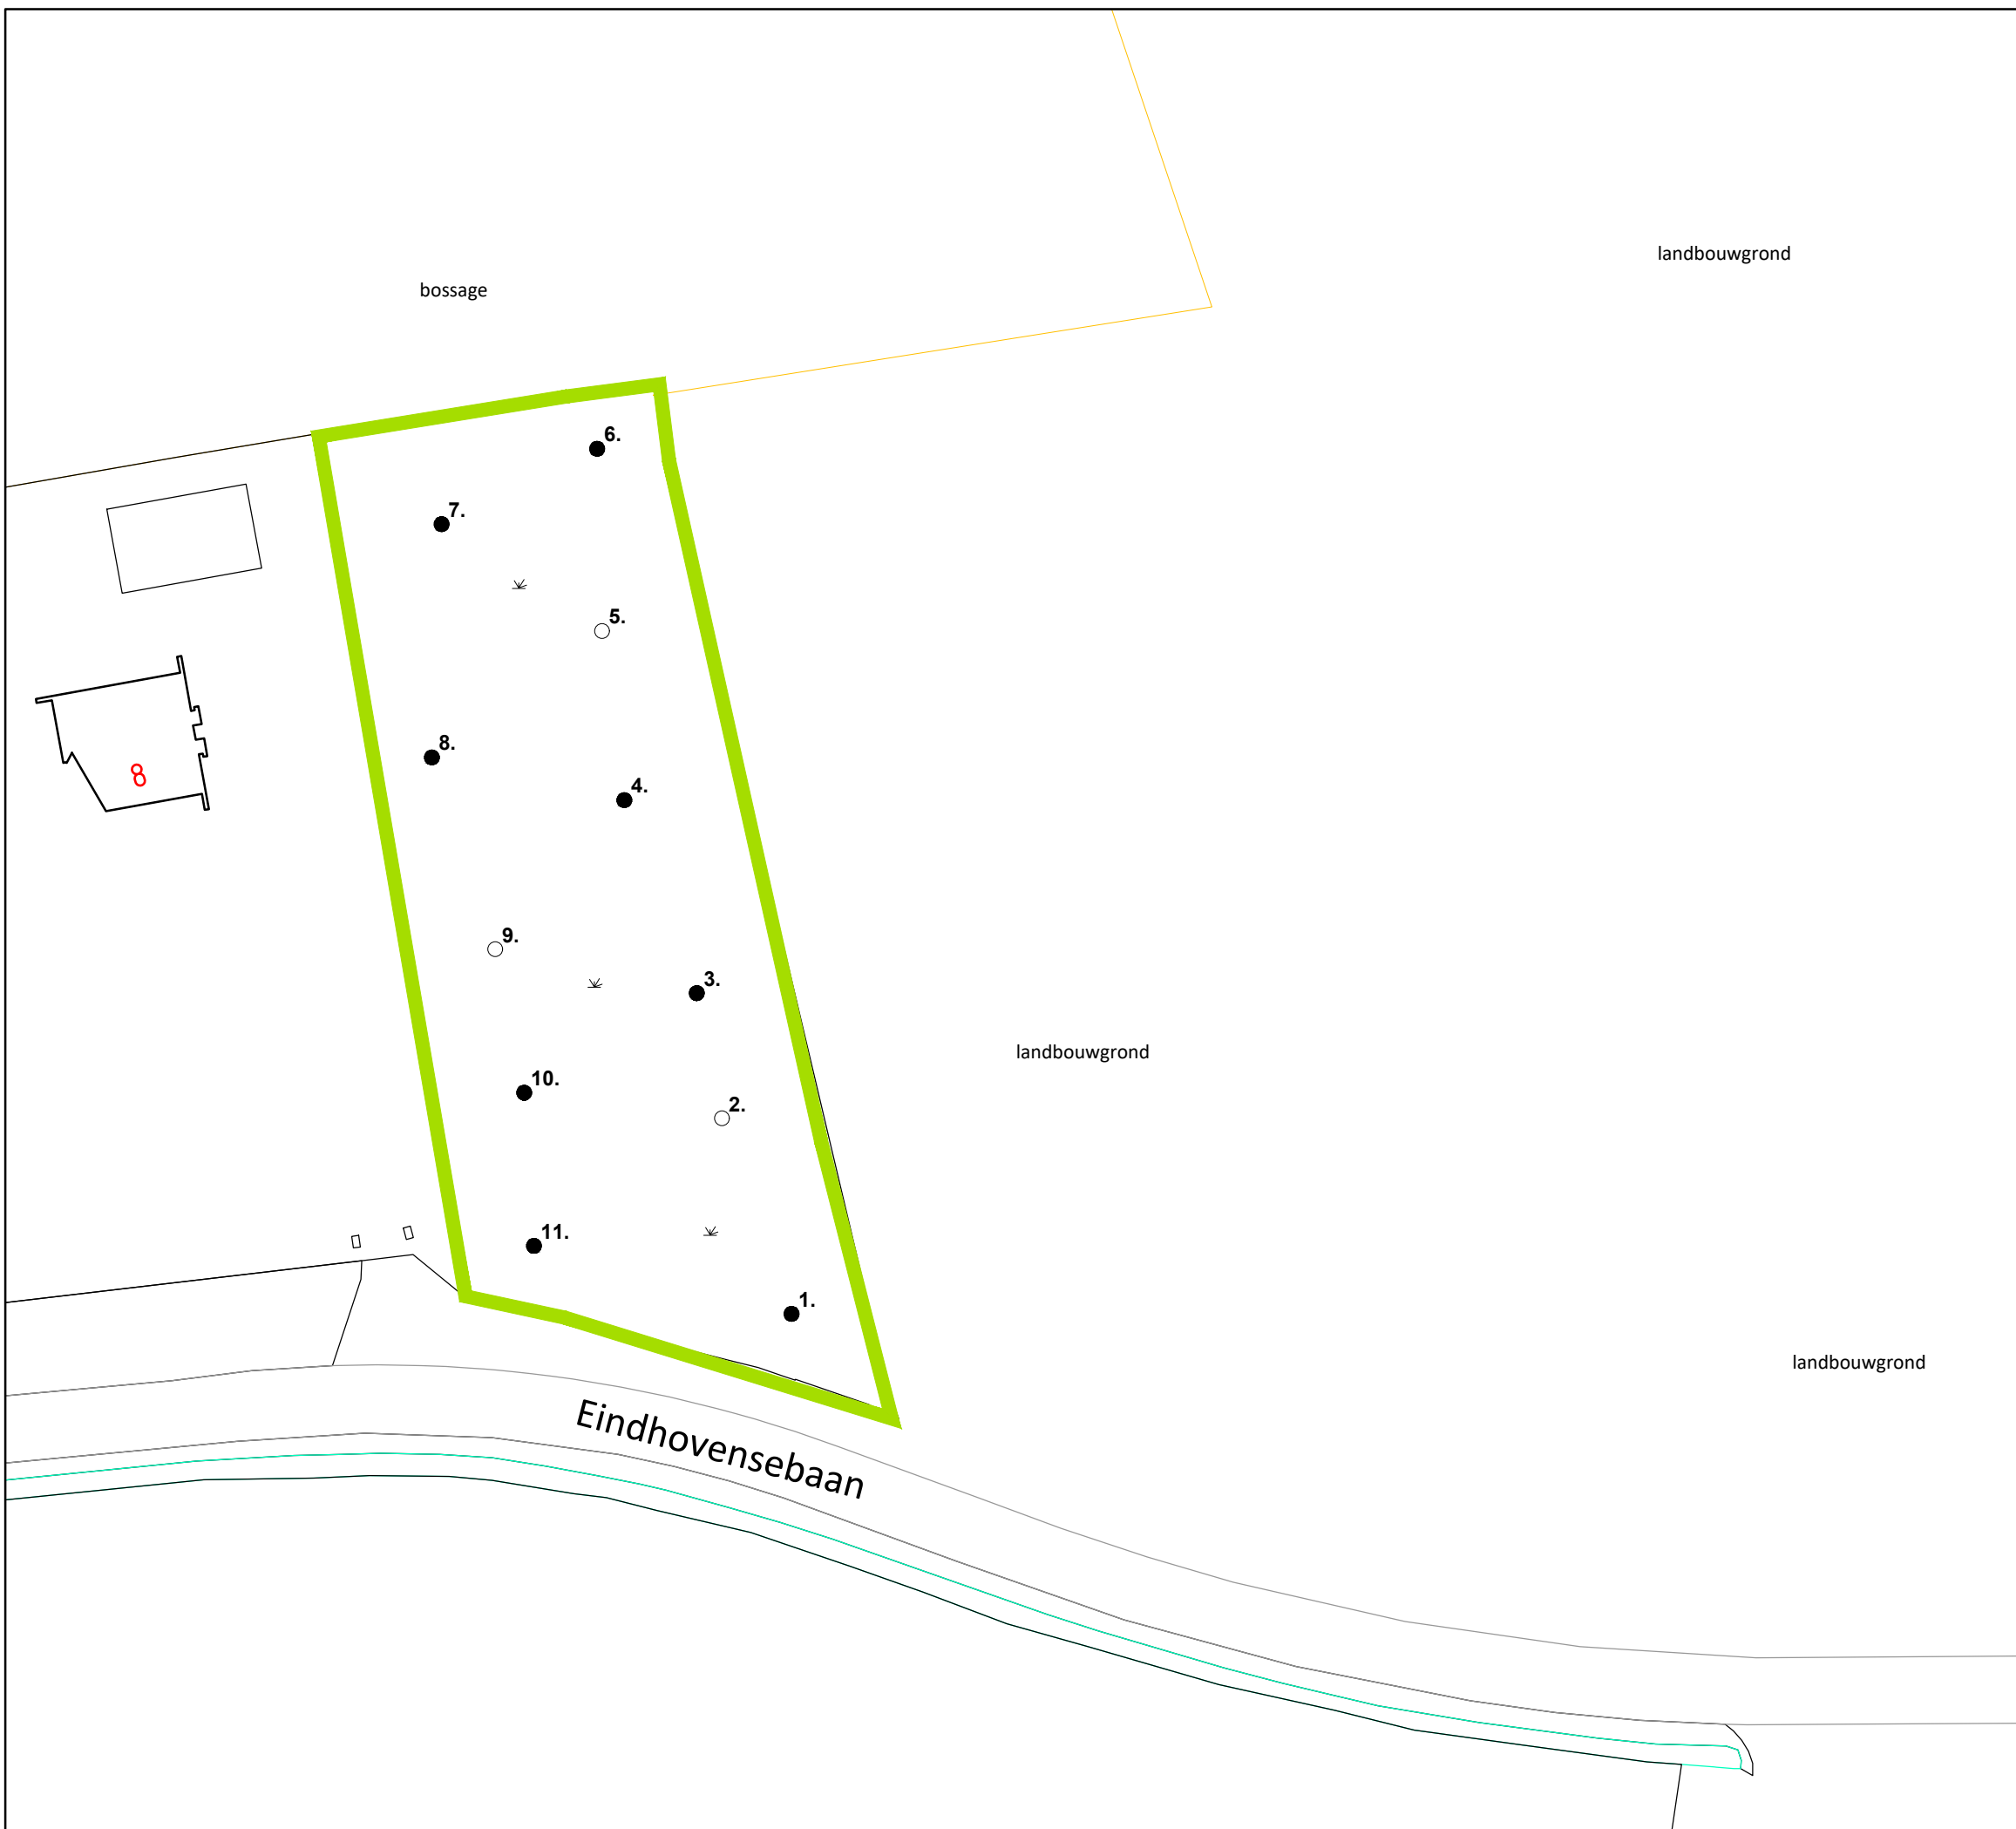 landbouwgrond
bossage
6.
7.
5.
8.
4.
8
9.
3.
landbouwgrond
10.
2.
11.
1.
landbouwgrond
Eindhovensebaan